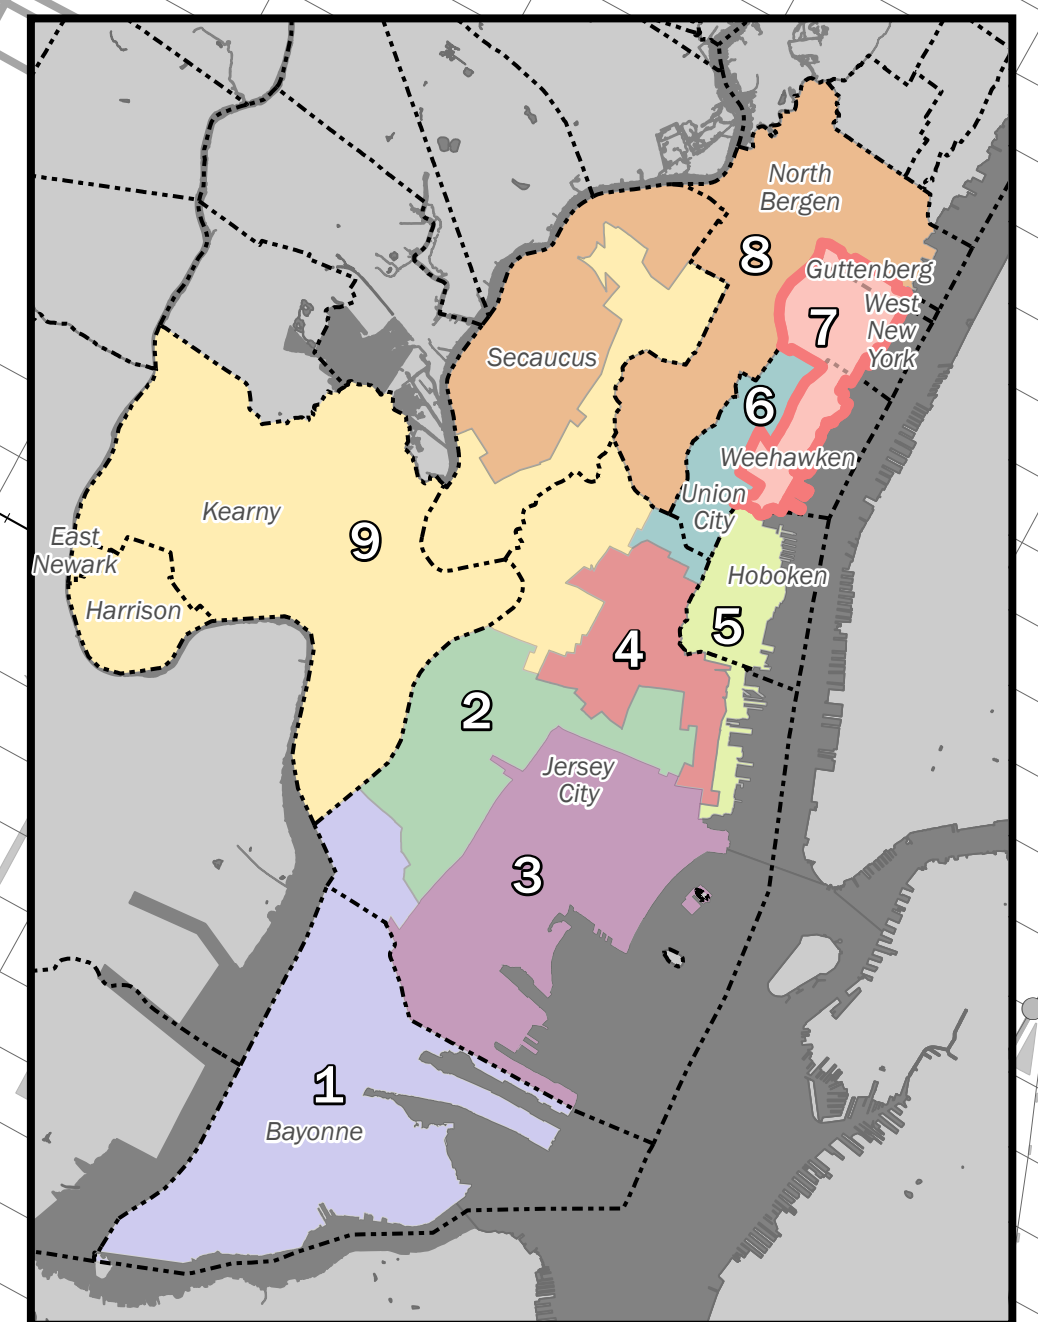 North
Bergen
8
Guttenberg
West
New
York
7
Secaucus
6
Weehawken
Union
City
Kearny
9
East
Newark
Harrison
Hoboken
5
4
2
Jersey
City
3
1
Bayonne